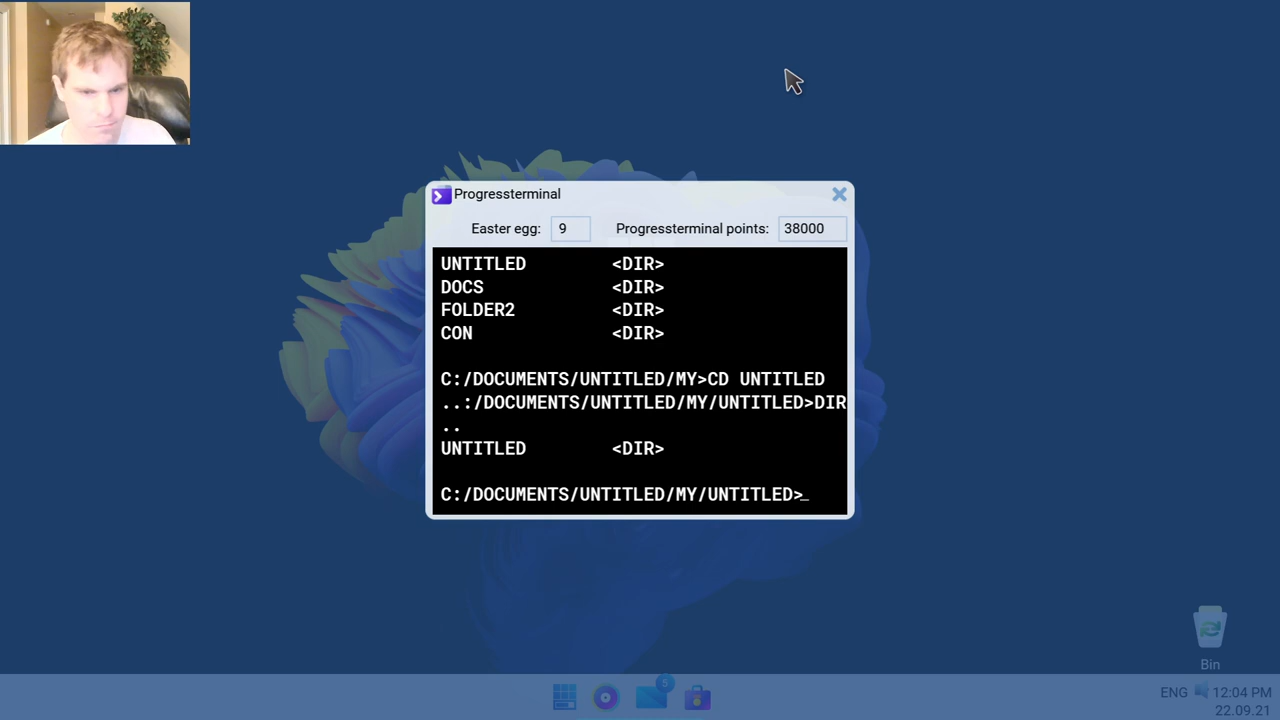 Progressterminal
Easter egg: 9 Progressterminal points: 38000
UNTITLED <DIR>
DOCS <DIR>
FOLDER2 <DIR>
CON <DIR>
C:/DOCUMENTS/UNTITLED/MY>CD UNTITLED
..:/DOCUMENTS/UNTITLED/MY/UNTITLED>DIR
..
UNTITLED <DIR>
C:/DOCUMENTS/UNTITLED/MY/UNTITLED>_
Bin
5
ENG 12:04 PM
22.09.21